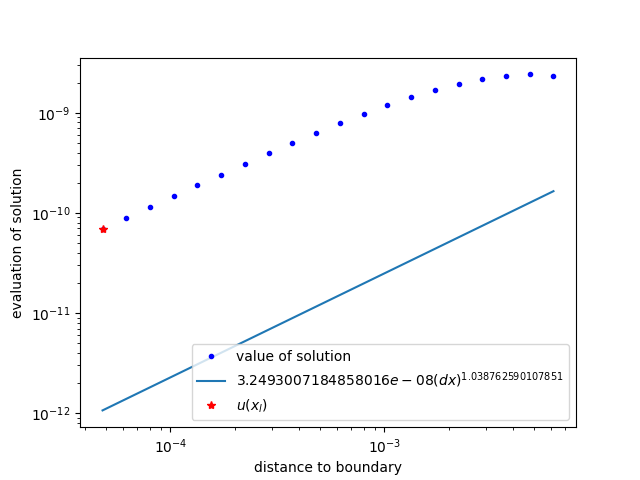 10⁻⁹
10⁻¹⁰
10⁻¹¹
10⁻¹²
evaluation of solution
value of solution
3.2493007184858016e − 08(dx)^1.038762590107851
u(x_I)
10⁻⁴
10⁻³
distance to boundary